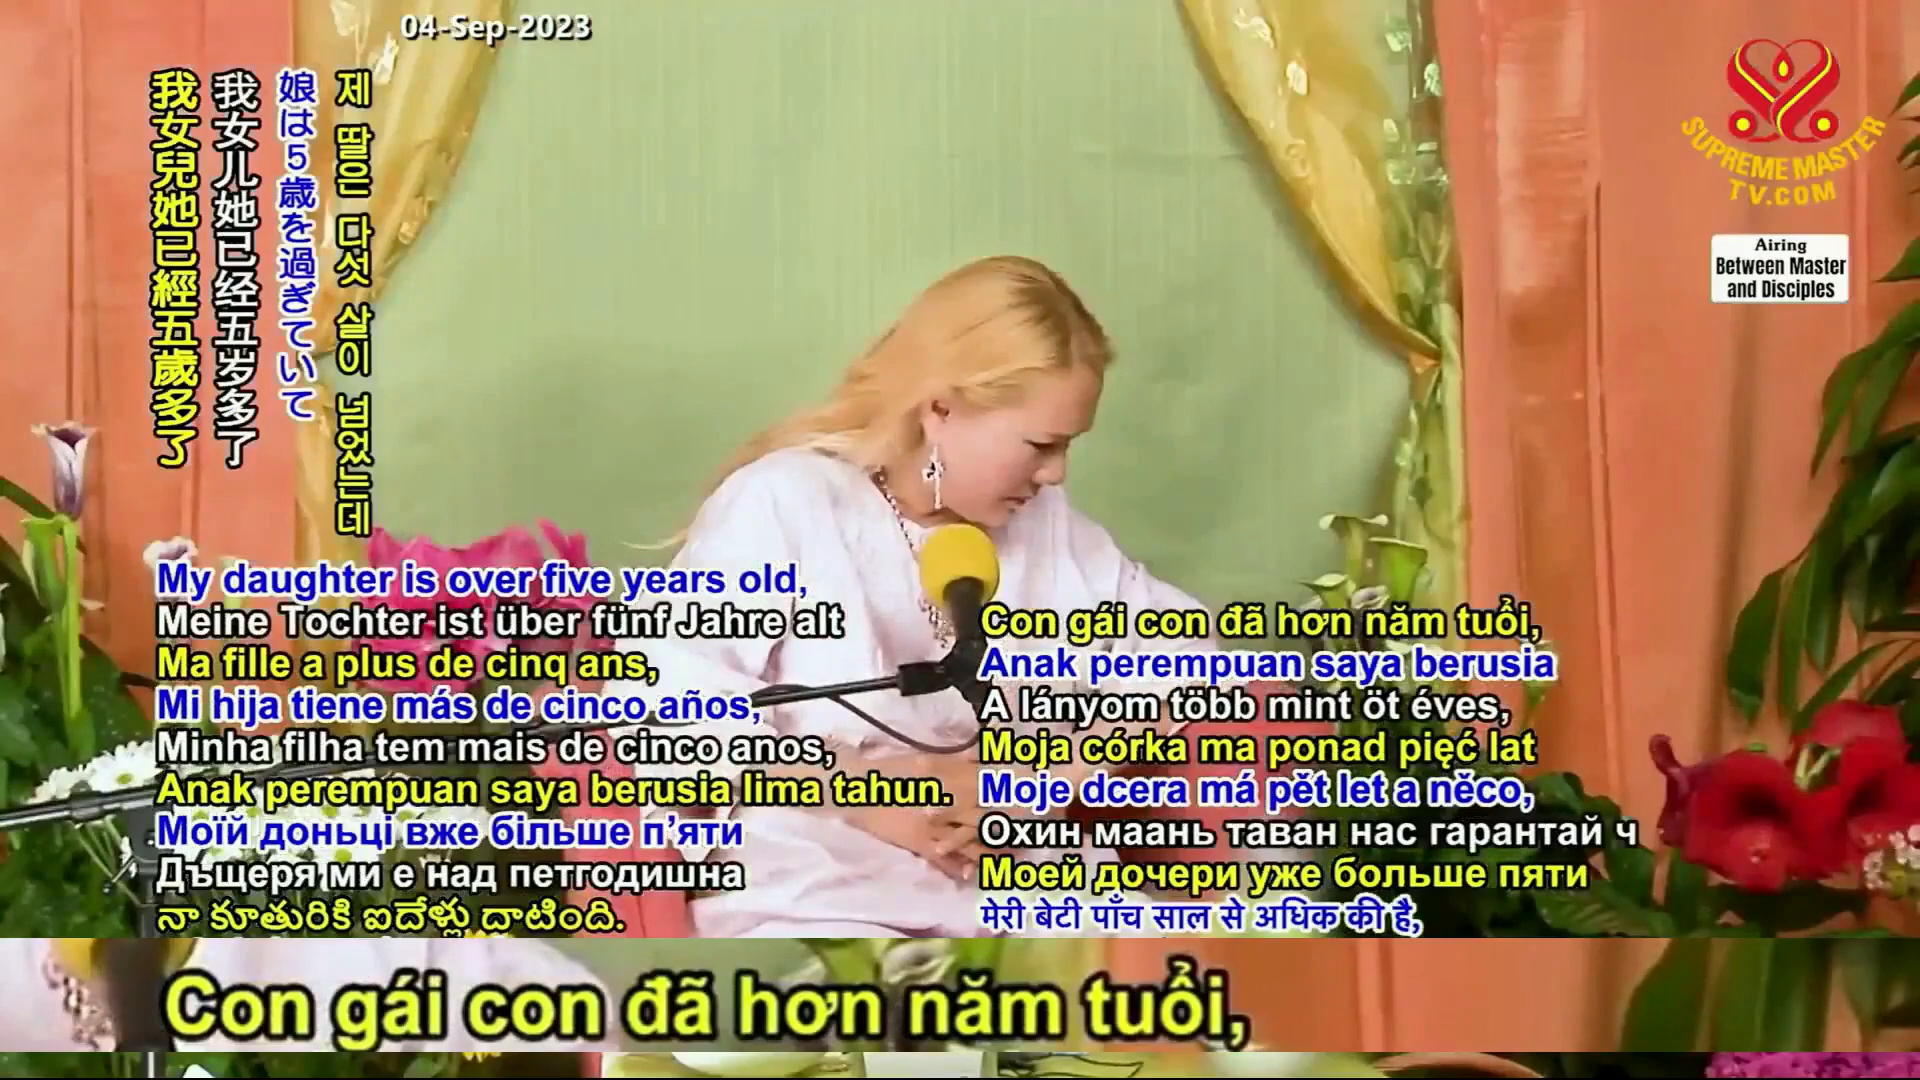 04-Sep-2023
我女兒她已經五歲多了
我女儿她已经五岁多了
娘は5歳を過ぎていて
제 딸은 다섯 살이 넘었는데
SUPREME MASTER
TV.COM
Airing
Between Master
and Disciples
My daughter is over five years old,
Meine Tochter ist über fünf Jahre alt
Ma fille a plus de cinq ans,
Mi hija tiene más de cinco años,
Minha filha tem mais de cinco anos,
Anak perempuan saya berusia lima tahun.
Моїй доньці вже більше п’яти
Дъщеря ми е над петгодишна
నా కూతురికి ఐదేళ్లు దాటింది.
Con gái con đã hơn năm tuổi,
Anak perempuan saya berusia
A lányom több mint öt éves,
Moja córka ma ponad pięć lat
Moje dcera má pět let a něco,
Охин маань таван нас гарантай ч
Моей дочери уже больше пяти
मेरी बेटी पाँच साल से अधिक की है,
Con gái con đã hơn năm tuổi,